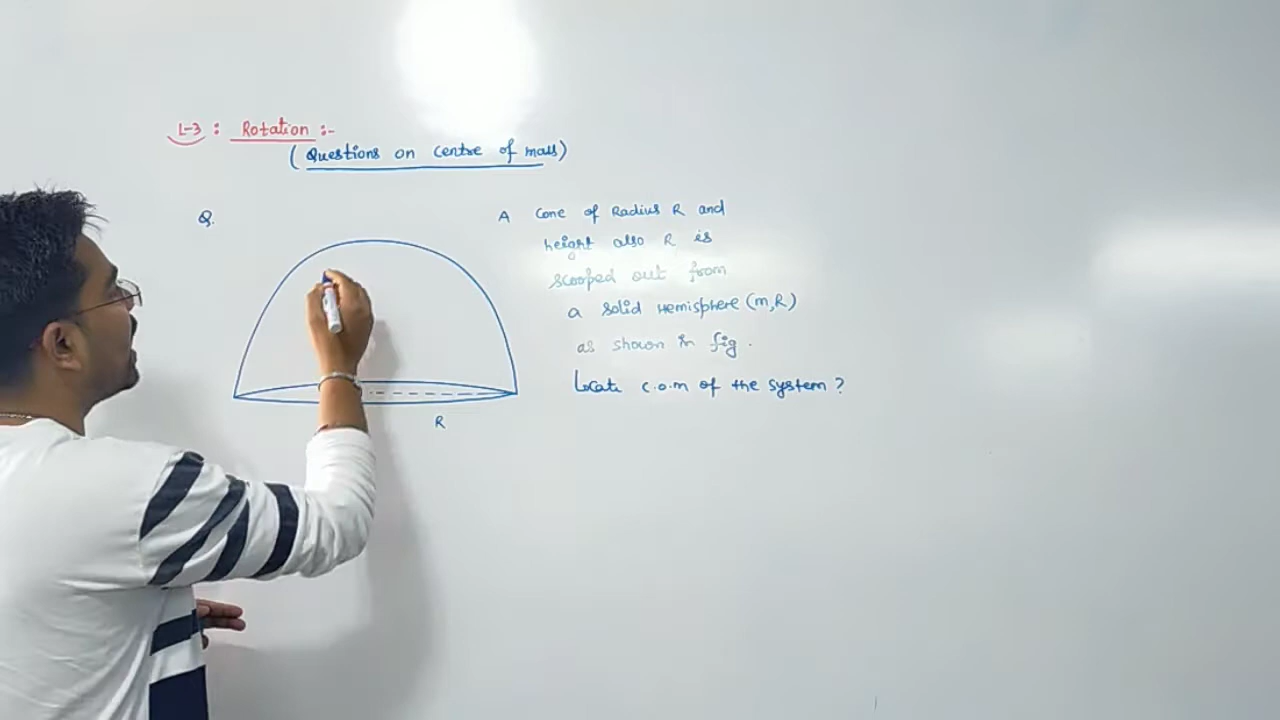 L-3 : Rotation :-
(Questions on centre of mass)
Q.
A Cone of Radius R and
height also R is
scooped out from
a solid Hemisphere (m,R)
as shown in fig.
Locate c.o.m of the system?
R